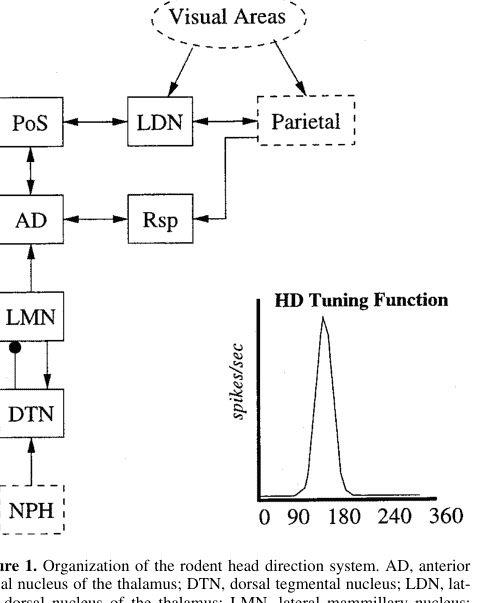 Visual Areas
PoS
LDN
Parietal
AD
Rsp
LMN
HD Tuning Function
spikes/sec
DTN
NPH
0 90 180 240 360
ure 1. Organization of the rodent head direction system. AD, anterior
al nucleus of the thalamus; DTN, dorsal tegmental nucleus; LDN, lat-
dorsal nucleus of the thalamus; LMN, lateral mammillary nucleus;